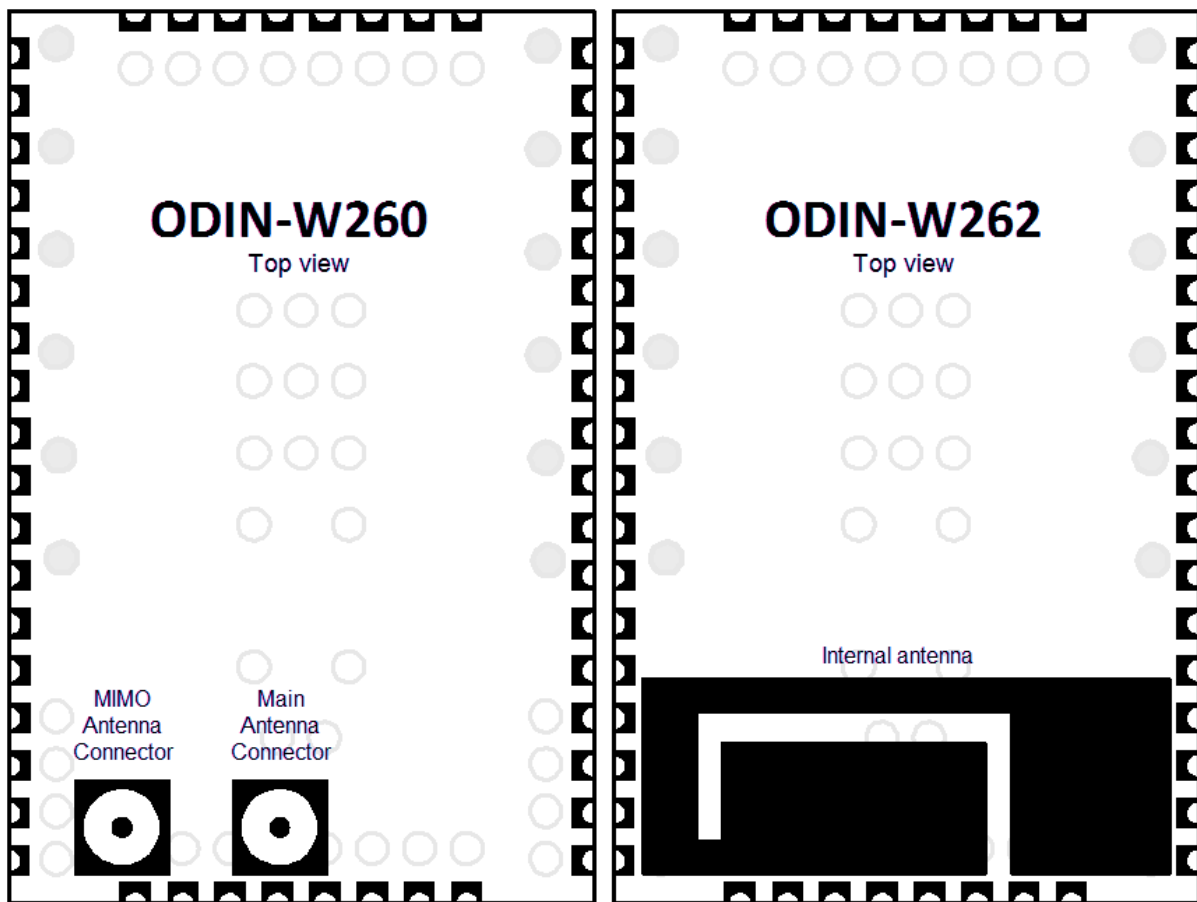 ODIN-W260
Top view
MIMO
Antenna
Connector
Main
Antenna
Connector
ODIN-W262
Top view
Internal antenna